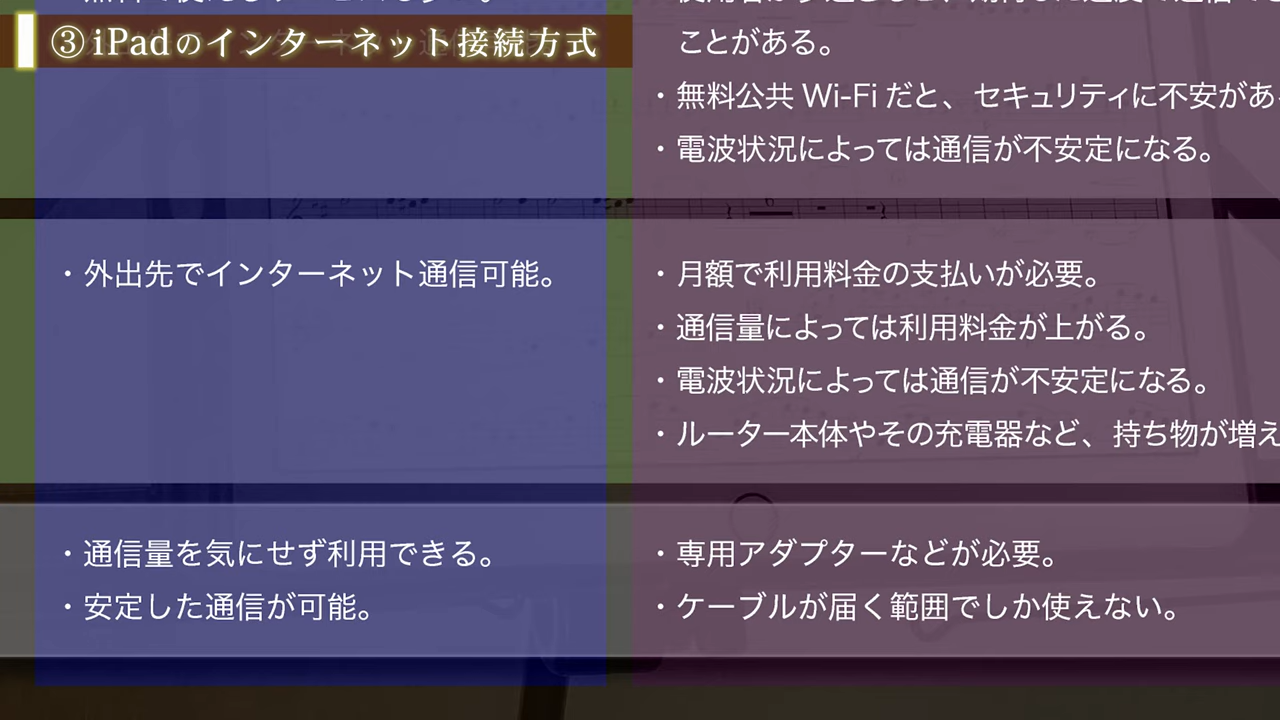 ③iPadのインターネット接続方式
ことがある。
・無料公共 Wi-Fi だと、セキュリティに不安があ
・電波状況によっては通信が不安定になる。
・外出先でインターネット通信可能。
・月額で利用料金の支払いが必要。
・通信量によっては利用料金が上がる。
・電波状況によっては通信が不安定になる。
・ルーター本体やその充電器など、持ち物が増え
・通信量を気にせず利用できる。
・安定した通信が可能。
・専用アダプターなどが必要。
・ケーブルが届く範囲でしか使えない。